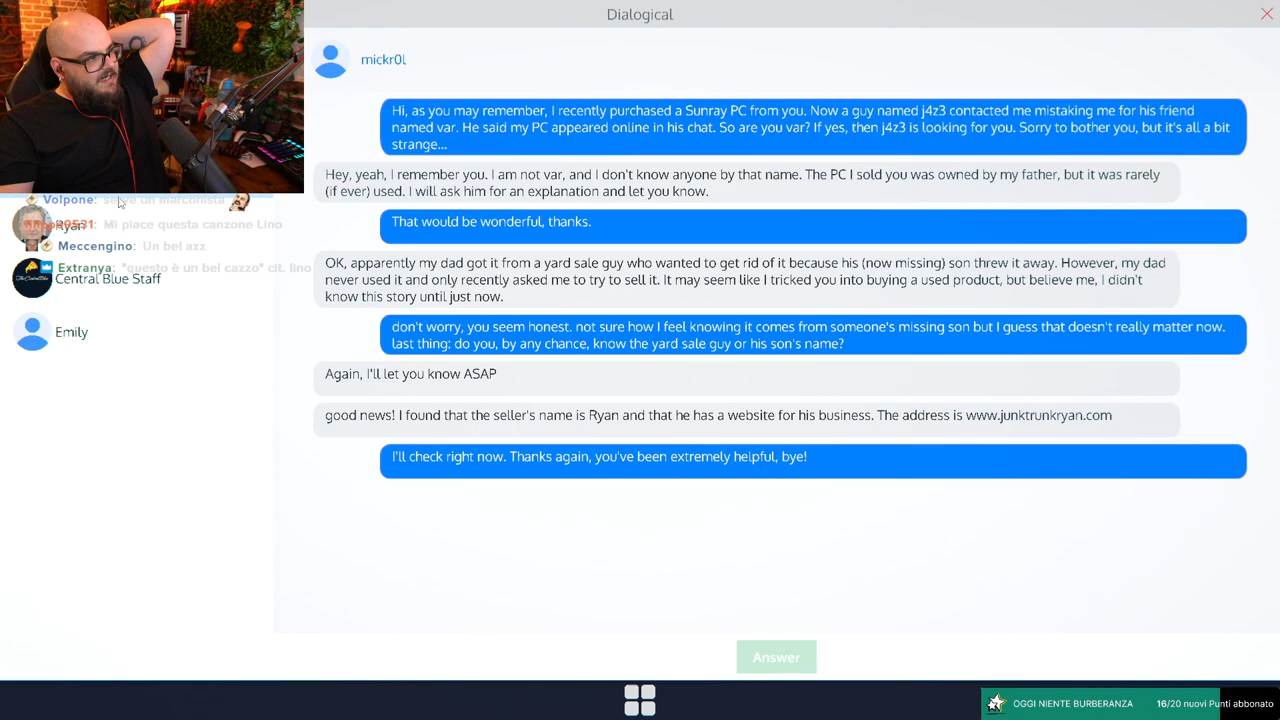 Dialogical
mickr0l
Hi, as you may remember, I recently purchased a Sunray PC from you. Now a guy named j4z3 contacted me mistaking me for his friend
named var. He said my PC appeared online in his chat. So are you var? If yes, then j4z3 is looking for you. Sorry to bother you, but it's all a bit
strange...
Hey, yeah, I remember you. I am not var, and I don't know anyone by that name. The PC I sold you was owned by my father, but it was rarely
(if ever) used. I will ask him for an explanation and let you know.
That would be wonderful, thanks.
OK, apparently my dad got it from a yard sale guy who wanted to get rid of it because his (now missing) son threw it away. However, my dad
never used it and only recently asked me to try to sell it. It may seem like I tricked you into buying a used product, but believe me, I didn't
know this story until just now.
don't worry, you seem honest. not sure how I feel knowing it comes from someone's missing son but I guess that doesn't really matter now.
last thing: do you, by any chance, know the yard sale guy or his son's name?
Again, I'll let you know ASAP
good news! I found that the seller's name is Ryan and that he has a website for his business. The address is www.junktrunkryan.com
I'll check right now. Thanks again, you've been extremely helpful, bye!
Answer
Volpone: serve un marconista
Ryan
Mi piace questa canzone Lino
Meccengino: Un bel azz
Extranya: "questo è un bel cazzo" cit. lino
Central Blue Staff
Emily
OGGI NIENTE BURBERANZA 16/20 nuovi Punti abbonato